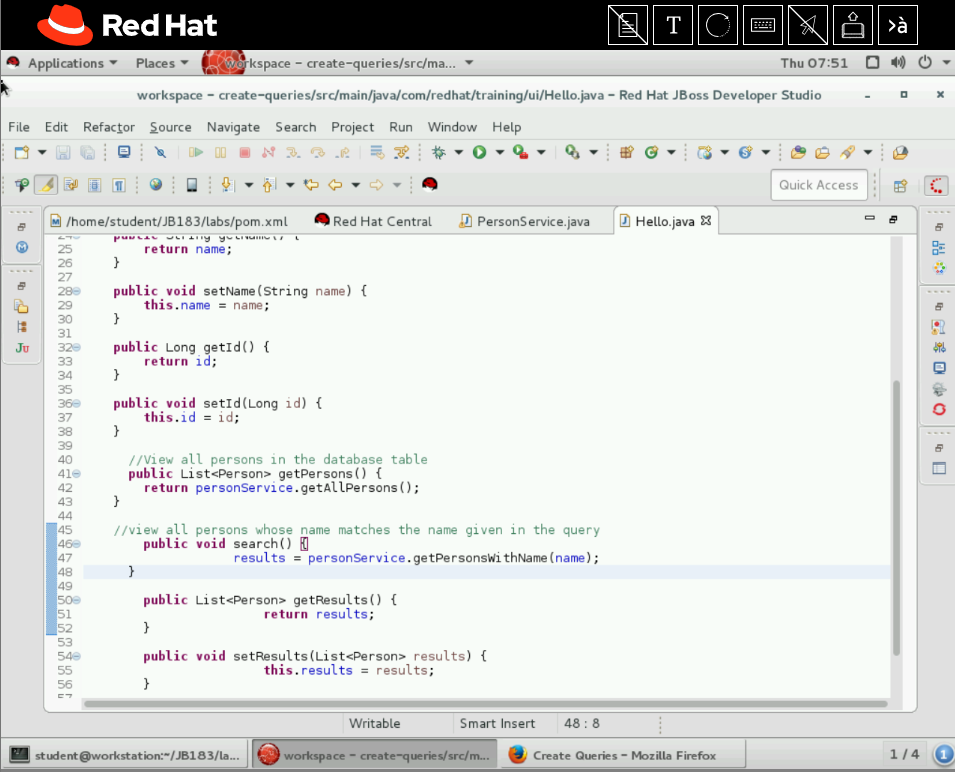 Red Hat
T
>à
Applications Places workspace - create-queries/src/ma... Thu 07:51
workspace - create-queries/src/main/java/com/redhat/training/ui/Hello.java - Red Hat JBoss Developer Studio
File Edit Refactor Source Navigate Search Project Run Window Help
Quick Access
/home/student/JB183/labs/pom.xml Red Hat Central PersonService.java Hello.java
24 public String getName() {
25 return name;
26 }
27
28 public void setName(String name) {
29 this.name = name;
30 }
31
32 public Long getId() {
33 return id;
34 }
35
36 public void setId(Long id) {
37 this.id = id;
38 }
39
40 //View all persons in the database table
41 public List<Person> getPersons() {
42 return personService.getAllPersons();
43 }
44
45 //view all persons whose name matches the name given in the query
46 public void search() {
47 results = personService.getPersonsWithName(name);
48 }
49
50 public List<Person> getResults() {
51 return results;
52 }
53
54 public void setResults(List<Person> results) {
55 this.results = results;
56 }
57
Writable Smart Insert 48 : 8
student@workstation:~/JB183/la... workspace - create-queries/src/m... Create Queries - Mozilla Firefox 1 / 4 1